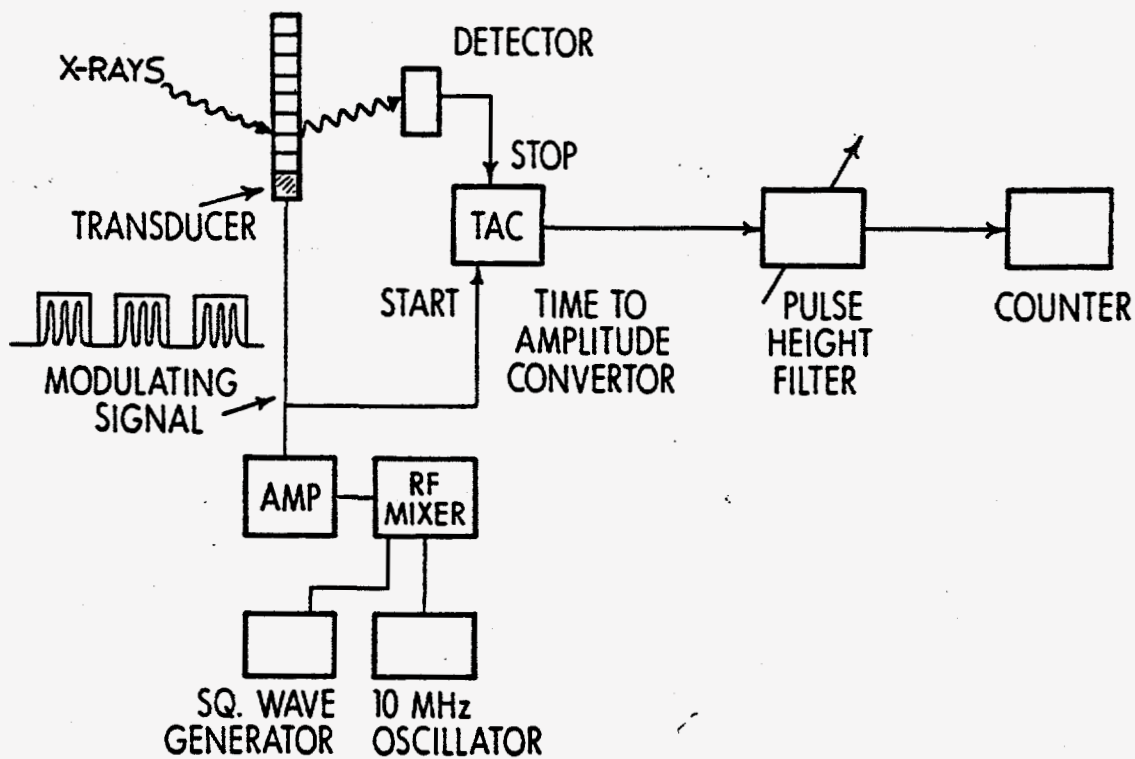 DETECTOR
X-RAYS
STOP
TRANSDUCER
TAC
START
TIME TO
AMPLITUDE
CONVERTOR
PULSE
HEIGHT
FILTER
COUNTER
MODULATING
SIGNAL
AMP
RF
MIXER
SQ. WAVE
GENERATOR
10 MHz
OSCILLATOR